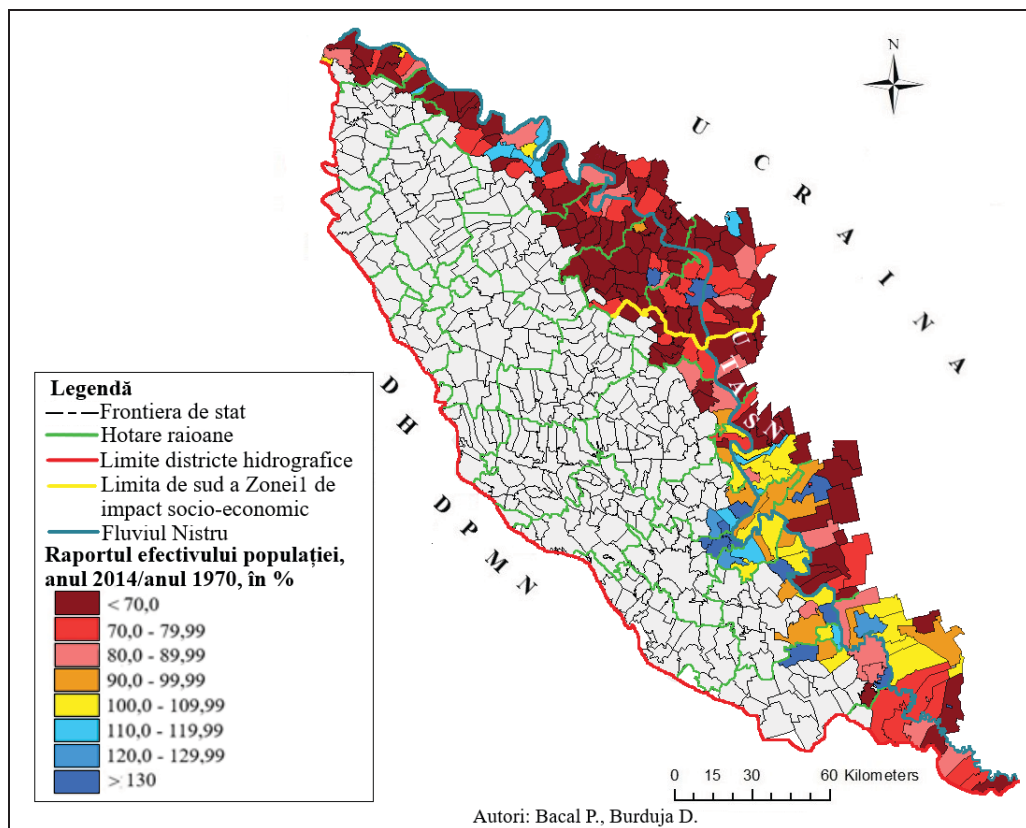 N
U C R A I N A
UTA SN
D H D P M N
Legendă
Frontiera de stat
Hotare raioane
Limite districte hidrografice
Limita de sud a Zonei1 de
impact socio-economic
Fluviul Nistru
Raportul efectivului populației,
anul 2014/anul 1970, în %
< 70,0
70,0 - 79,99
80,0 - 89,99
90,0 - 99,99
100,0 - 109,99
110,0 - 119,99
120,0 - 129,99
> 130
0 15 30 60 Kilometers
Autori: Bacal P., Burduja D.